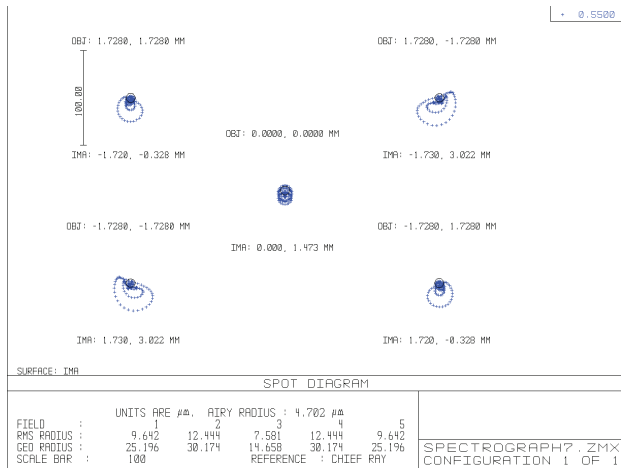 + 0.5500
OBJ: 1.7280, 1.7280 MM
OBJ: 1.7280, -1.7280 MM
100.00
OBJ: 0.0000, 0.0000 MM
IMA: -1.720, -0.328 MM
IMA: -1.730, 3.022 MM
OBJ: -1.7280, -1.7280 MM
OBJ: -1.7280, 1.7280 MM
IMA: 0.000, 1.473 MM
IMA: 1.730, 3.022 MM
IMA: 1.720, -0.328 MM
SURFACE: IMA
SPOT DIAGRAM
UNITS ARE µm. AIRY RADIUS : 4.702 µm
FIELD : 1 2 3 4 5
RMS RADIUS : 9.642 12.444 7.581 12.444 9.642
GEO RADIUS : 25.196 30.174 14.658 30.174 25.196
SCALE BAR : 100 REFERENCE : CHIEF RAY
SPECTROGRAPH7.ZMX
CONFIGURATION 1 OF 1